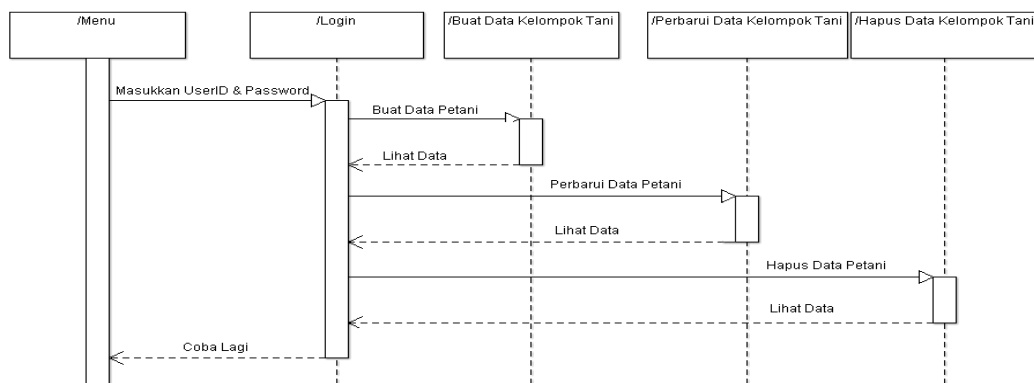 /Menu
/Login
/Buat Data Kelompok Tani
/Perbarui Data Kelompok Tani
/Hapus Data Kelompok Tani
Masukkan UserID & Password
Buat Data Petani
Lihat Data
Perbarui Data Petani
Lihat Data
Hapus Data Petani
Lihat Data
Coba Lagi